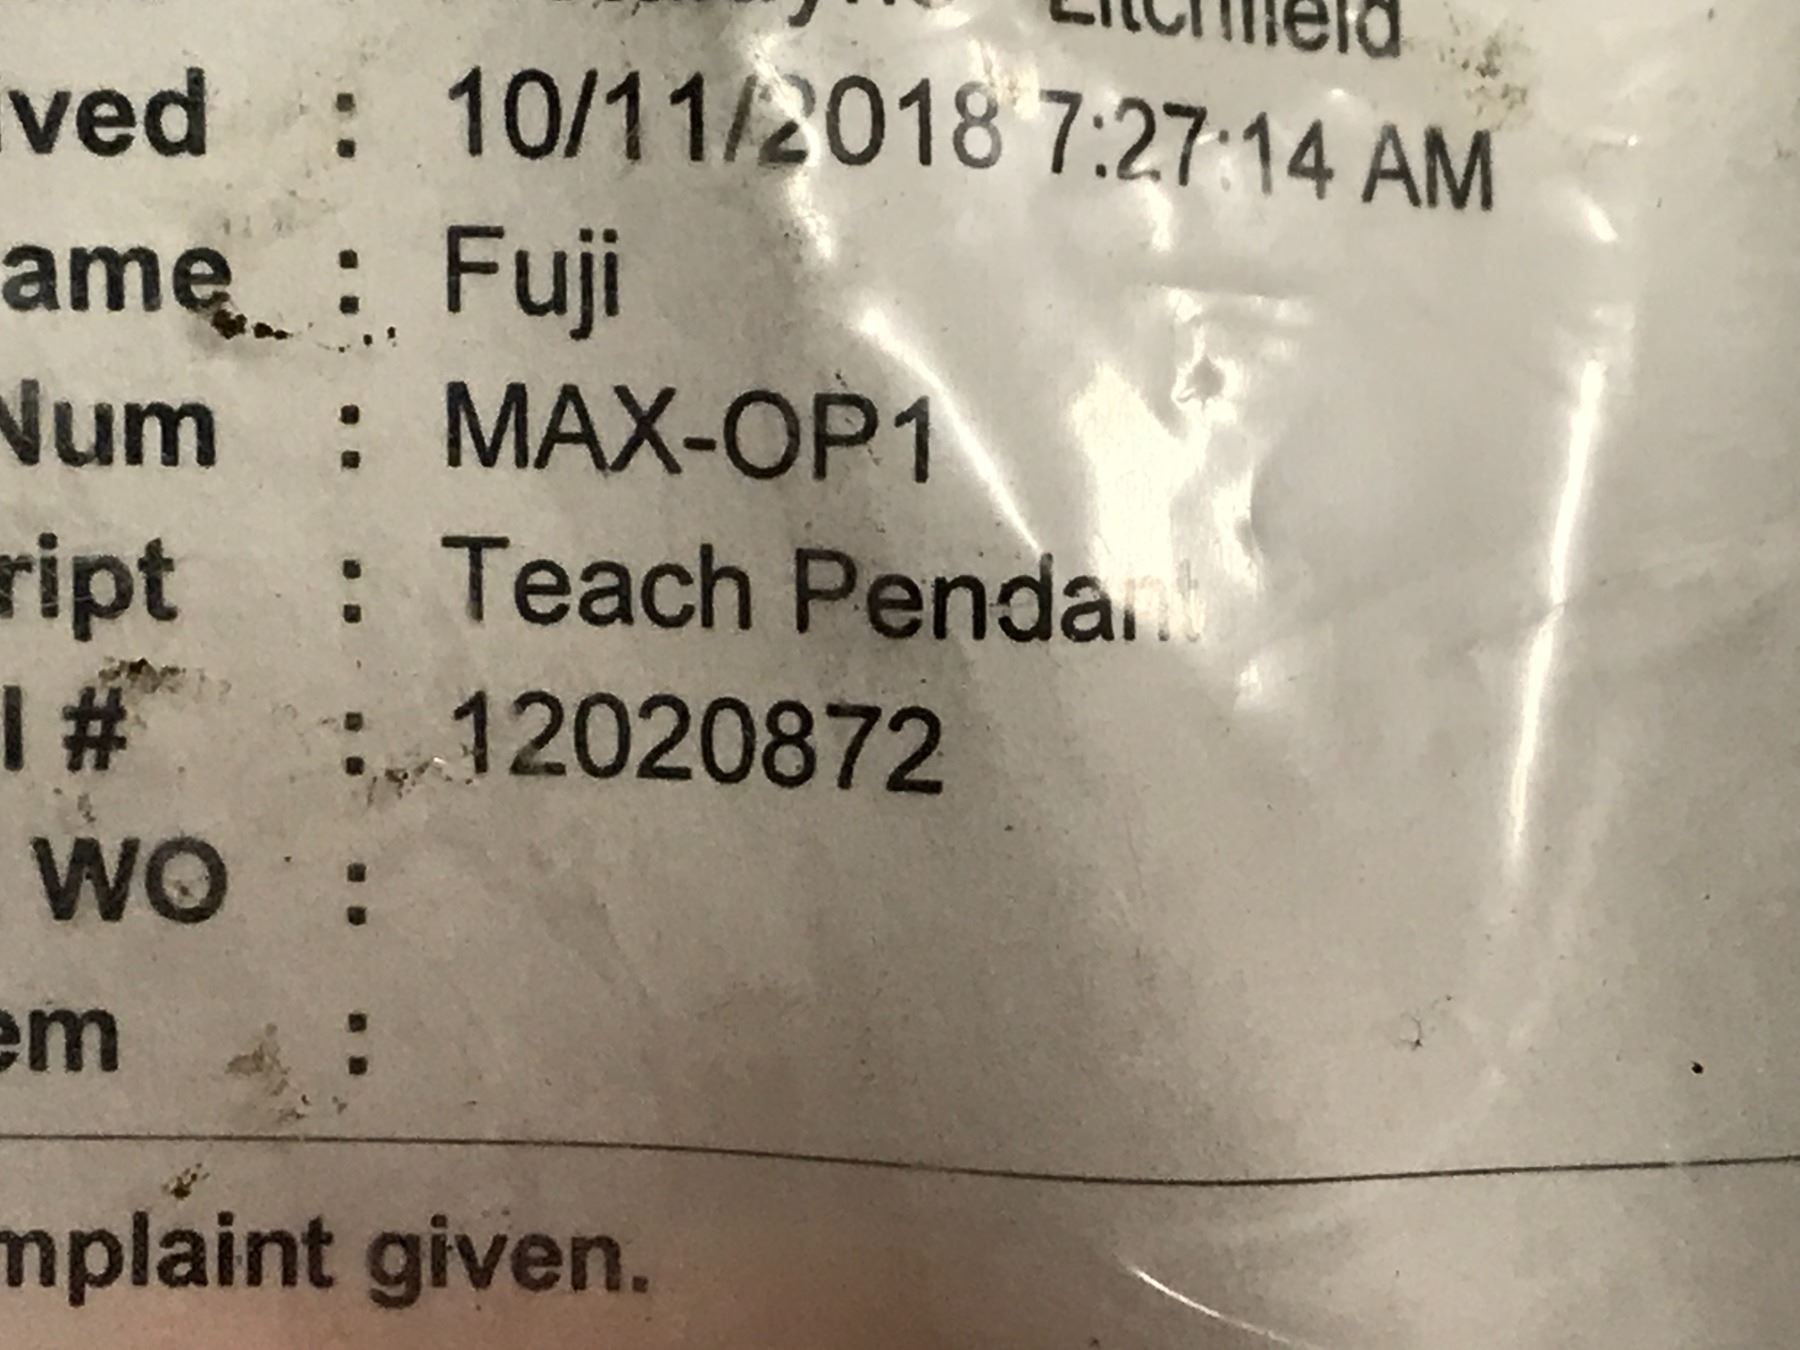 Litchfield
ived : 10/11/2018 7:27:14 AM
ame : Fuji
Num : MAX-OP1
ript : Teach Pendant
l # : 12020872
WO :
em :
mplaint given.